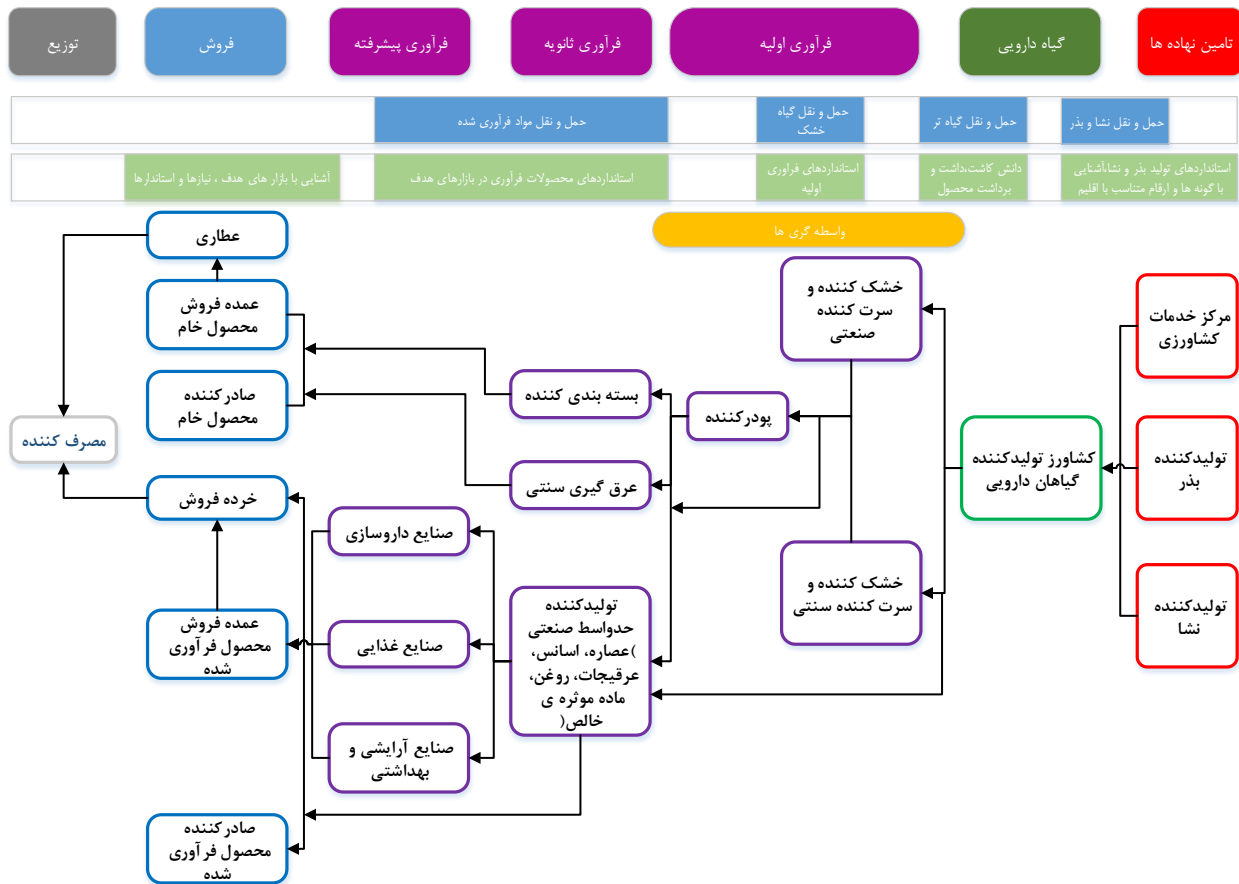 تامین نهاده ها
گیاه دارویی
فرآوری اولیه
فرآوری ثانویه
فرآوری پیشرفته
فروش
توزیع
حمل و نقل نشا و بذر
حمل و نقل گیاه تر
حمل و نقل گیاه
خشک
حمل و نقل مواد فرآوری شده
استانداردهای تولید بذر و نشا،آشنایی
با گونه ها و ارقام متناسب با اقلیم
دانش کاشت،داشت و
برداشت محصول
استانداردهای فراوری
اولیه
استانداردهای محصولات فرآوری در بازارهای هدف
آشنایی با بازار های هدف ، نیازها و استاندارها
واسطه گری ها
مرکز خدمات
کشاورزی
تولیدکننده
بذر
تولیدکننده
نشا
کشاورز تولیدکننده
گیاهان دارویی
خشک کننده و
سرت کننده
صنعتی
خشک کننده و
سرت کننده سنتی
پودرکننده
بسته بندی کننده
عرق گیری سنتی
تولیدکننده
حدواسط صنعتی
)عصاره، اسانس،
عرقیجات، روغن،
ماده موثره ی
خالص(
صنایع داروسازی
صنایع غذایی
صنایع آرایشی و
بهداشتی
عطاری
عمده فروش
محصول خام
صادرکننده
محصول خام
خرده فروش
عمده فروش
محصول فرآوری
شده
صادرکننده
محصول فرآوری
شده
مصرف کننده